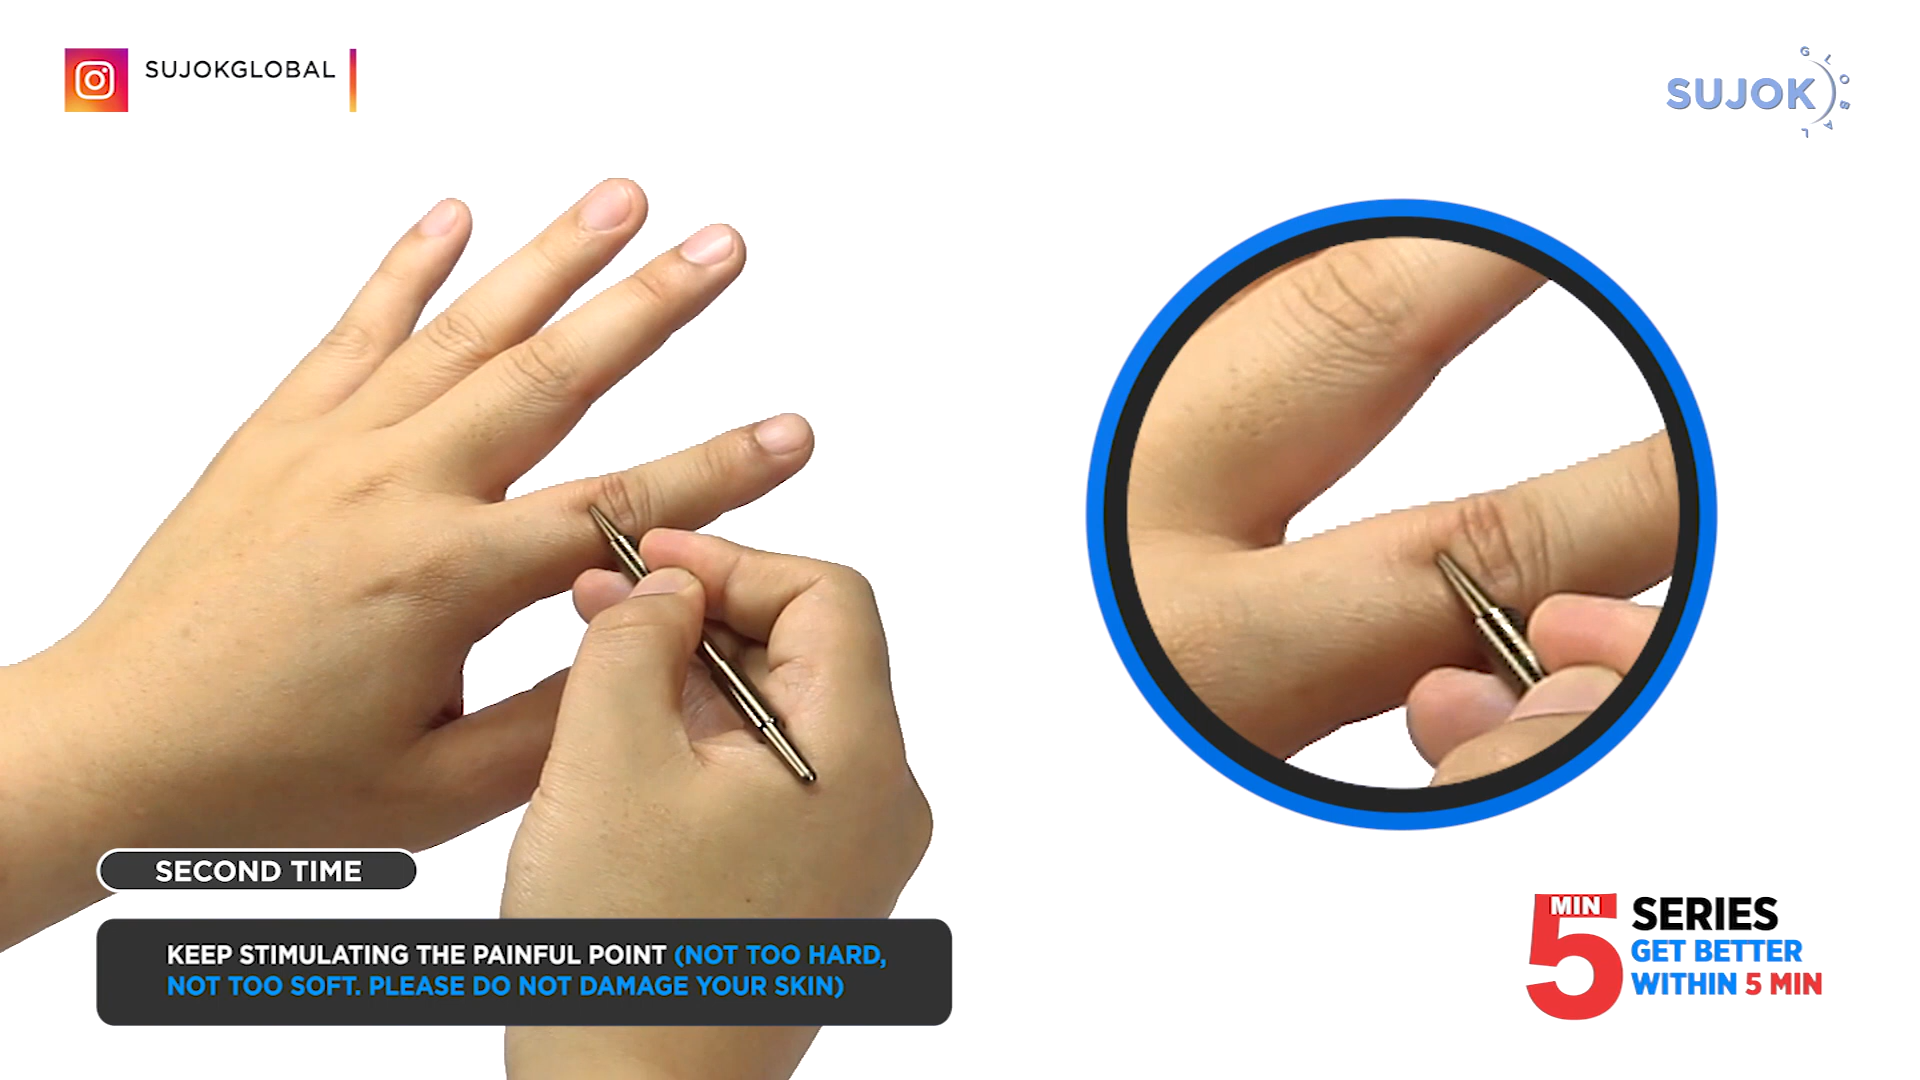 SUJOKGLOBAL
SUJOK
GLOBAL
SECOND TIME
KEEP STIMULATING THE PAINFUL POINT (NOT TOO HARD,
NOT TOO SOFT. PLEASE DO NOT DAMAGE YOUR SKIN)
5 MIN SERIES
GET BETTER
WITHIN 5 MIN